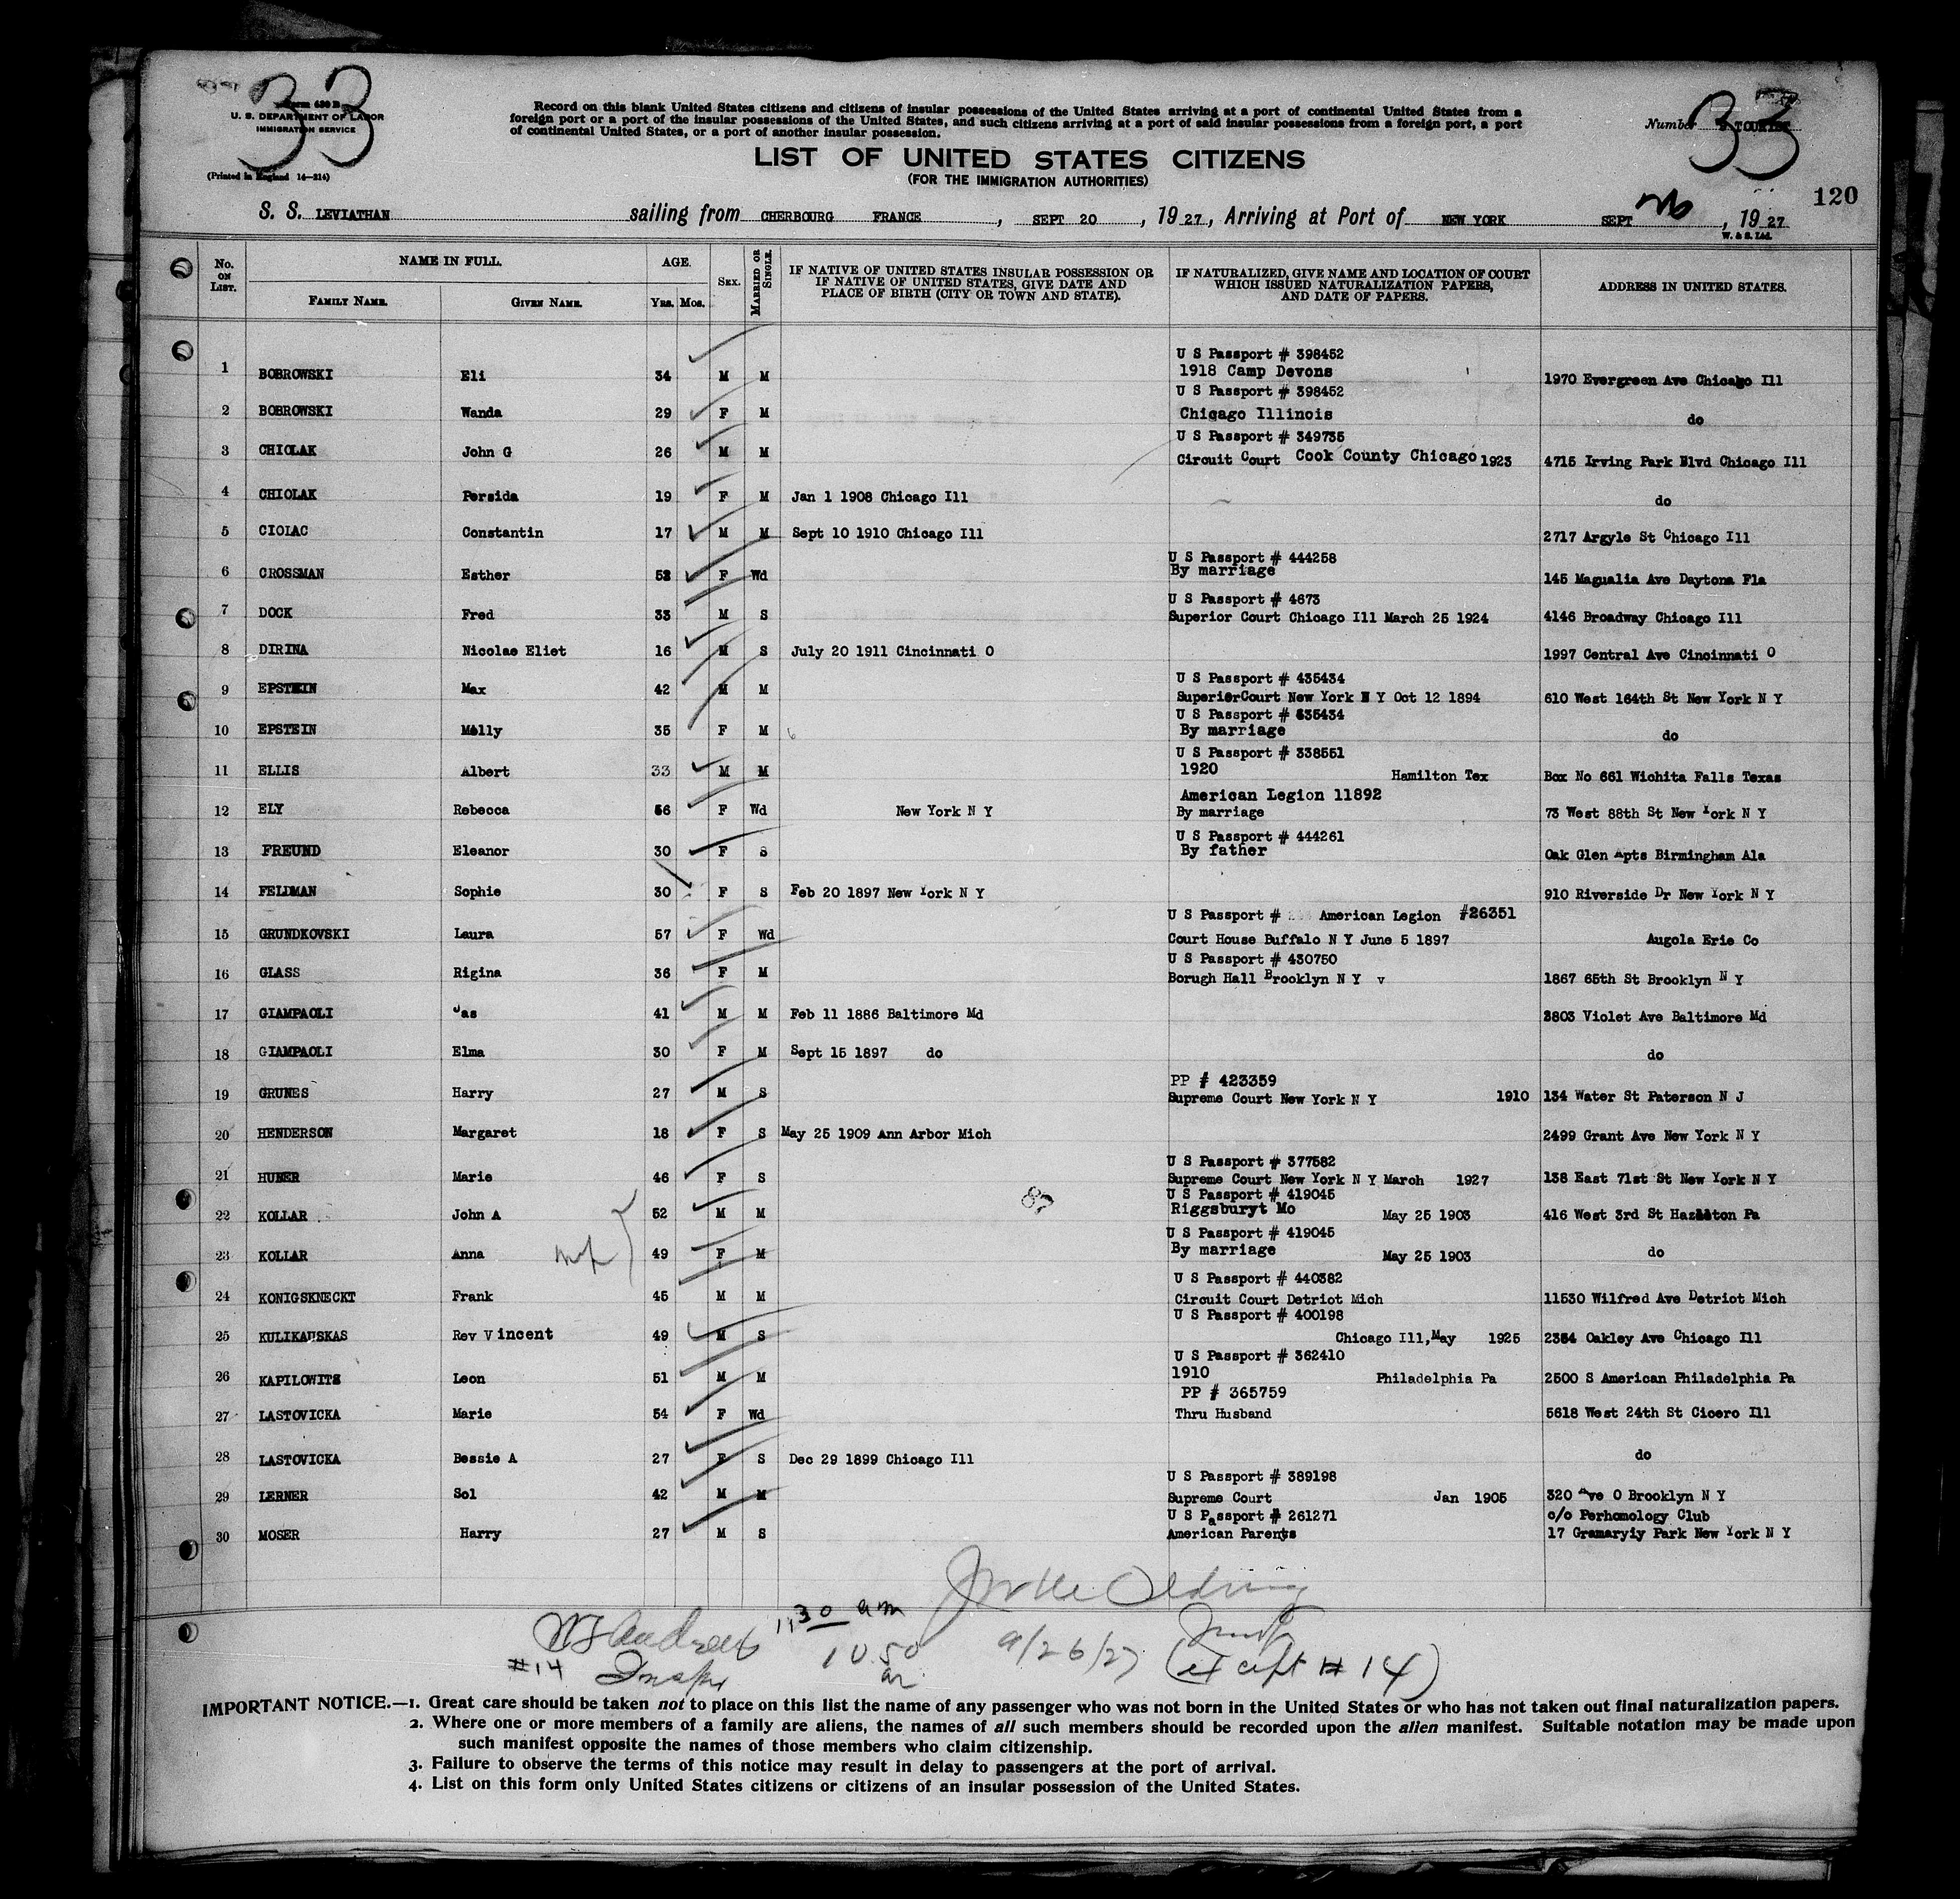 33
Form 630 B
U. S. DEPARTMENT OF LABOR
IMMIGRATION SERVICE
(Printed in England 14—214)
Record on this blank United States citizens and citizens of insular possessions of the United States arriving at a port of continental United States from a
foreign port or a port of the insular possessions of the United States, and such citizens arriving at a port of said insular possessions from a foreign port, a port
of continental United States, or a port of another insular possession.
LIST OF UNITED STATES CITIZENS
(FOR THE IMMIGRATION AUTHORITIES)
Number TOURIST
33
120
S. S. LEVIATHAN sailing from CHERBOURG FRANCE, SEPT 20, 1927, Arriving at Port of NEW YORK SEPT 26, 1927
W. & S. Ltd.
No. ON LIST. NAME IN FULL. AGE. SEX. MARRIED OR SINGLE. IF NATIVE OF UNITED STATES INSULAR POSSESSION OR IF NATIVE OF UNITED STATES, GIVE DATE AND PLACE OF BIRTH (CITY OR TOWN AND STATE). IF NATURALIZED, GIVE NAME AND LOCATION OF COURT WHICH ISSUED NATURALIZATION PAPERS, AND DATE OF PAPERS. ADDRESS IN UNITED STATES.
FAMILY NAME. GIVEN NAME. YRS. MOS.
U S Passport # 398452
1 BOBROWSKI Eli 34 M M 1918 Camp Devons 1970 Evergreen Ave Chicago Ill
U S Passport # 398452
2 BOBROWSKI Wanda 29 F M Chicago Illinois do
U S Passport # 349735
3 CHIOLAK John G 26 M M Circuit Court Cook County Chicago 1923 4715 Irving Park Blvd Chicago Ill
4 CHIOLAK Persida 19 F M Jan 1 1908 Chicago Ill do
5 CIOLAC Constantin 17 M M Sept 10 1910 Chicago Ill 2717 Argyle St Chicago Ill
U S Passport # 444258
6 CROSSMAN Esther 52 F Wd By marriage 145 Magualia Ave Daytona Fla
U S Passport # 4673
7 DOCK Fred 33 M S Superior Court Chicago Ill March 25 1924 4146 Broadway Chicago Ill
8 DIRINA Nicolae Eliet 16 M S July 20 1911 Cincinnati O 1997 Central Ave Cincinnati O
U S Passport # 435434
9 EPSTEIN Max 42 M M SuperierCourt New York N Y Oct 12 1894 610 West 164th St New York N Y
U S Passport # 635434
10 EPSTEIN Molly 35 F M By marriage do
U S Passport # 338551
11 ELLIS Albert 33 M M 1920 Hamilton Tex Box No 661 Wichita Falls Texas
American Legion 11892
12 ELY Rebecca 56 F Wd New York N Y By marriage 73 West 88th St New York N Y
U S Passport # 444261
13 FREUND Eleanor 30 F S By father Oak Glen Apts Birmingham Ala
14 FELDMAN Sophie 30 F S Feb 20 1897 New York N Y 910 Riverside Dr New York N Y
U S Passport # American Legion #26351
15 GRUNDKOVSKI Laura 57 F Wd Court House Buffalo N Y June 5 1897 Augola Erie Co
U S Passport # 430750
16 GLASS Rigina 36 F M Borugh Hall Brooklyn N Y v 1867 65th St Brooklyn N Y
17 GIAMPAOLI Jas 41 M M Feb 11 1886 Baltimore Md 2803 Violet Ave Baltimore Md
18 GIAMPAOLI Elma 30 F M Sept 15 1897 do do
PP # 423359
19 GRUNES Harry 27 M S Supreme Court New York N Y 1910 134 Water St Paterson N J
20 HENDERSON Margaret 18 F S May 25 1909 Ann Arbor Mich 2499 Grant Ave New York N Y
U S Passport # 377582
21 HUBER Marie 46 F S Supreme Court New York N Y March 1927 138 East 71st St New York N Y
U S Passport # 419045
22 KOLLAR John A 52 M M Riggsburyt Mo May 25 1903 416 West 3rd St Hazleton Pa
U S Passport # 419045
23 KOLLAR Anna 49 F M By marriage May 25 1903 do
U S Passport # 440382
24 KONIGSKNECKT Frank 45 M M Circuit Court Detriot Mich 11530 Wilfred Ave Detriot Mich
U S Passport # 400198
25 KULIKAUSKAS Rev Vincent 49 M S Chicago Ill, May 1925 2354 Oakley Ave Chicago Ill
U S Passport # 362410
26 KAPILOWITZ Leon 51 M M 1910 Philadelphia Pa 2500 S American Philadelphia Pa
PP # 365759
27 LASTOVICKA Marie 54 F Wd Thru Husband 5618 West 24th St Cicero Ill
28 LASTOVICKA Bessie A 27 F S Dec 29 1899 Chicago Ill do
U S Passport # 389198
29 LERNER Sol 42 M M Supreme Court Jan 1905 320 Ave O Brooklyn N Y
U S Passport # 261271 c/o Perhomology Club
30 MOSER Harry 27 M S American Parents 17 Gramaryiy Park New York N Y
11,30 am
#14 Inspr 10 50 9/26/27 (except #14)
IMPORTANT NOTICE.—1. Great care should be taken not to place on this list the name of any passenger who was not born in the United States or who has not taken out final naturalization papers.
2. Where one or more members of a family are aliens, the names of all such members should be recorded upon the alien manifest. Suitable notation may be made upon
such manifest opposite the names of those members who claim citizenship.
3. Failure to observe the terms of this notice may result in delay to passengers at the port of arrival.
4. List on this form only United States citizens or citizens of an insular possession of the United States.